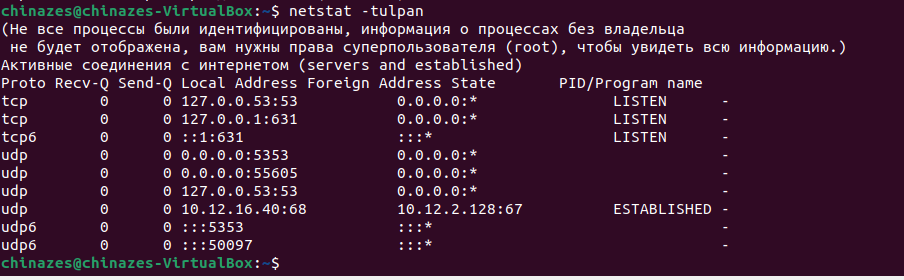 chinazes@chinazes-VirtualBox:~$ netstat -tulpan
(Не все процессы были идентифицированы, информация о процессах без владельца
 не будет отображена, вам нужны права суперпользователя (root), чтобы увидеть всю информацию.)
Активные соединения с интернетом (servers and established)
Proto Recv-Q Send-Q Local Address Foreign Address State       PID/Program name
tcp        0      0 127.0.0.53:53           0.0.0.0:*               LISTEN      -
tcp        0      0 127.0.0.1:631           0.0.0.0:*               LISTEN      -
tcp6       0      0 ::1:631                 :::*                    LISTEN      -
udp        0      0 0.0.0.0:5353            0.0.0.0:*                           -
udp        0      0 0.0.0.0:55605           0.0.0.0:*                           -
udp        0      0 127.0.0.53:53           0.0.0.0:*                           -
udp        0      0 10.12.16.40:68          10.12.2.128:67          ESTABLISHED -
udp6       0      0 :::5353                 :::*                                -
udp6       0      0 :::50097                :::*                                -
chinazes@chinazes-VirtualBox:~$